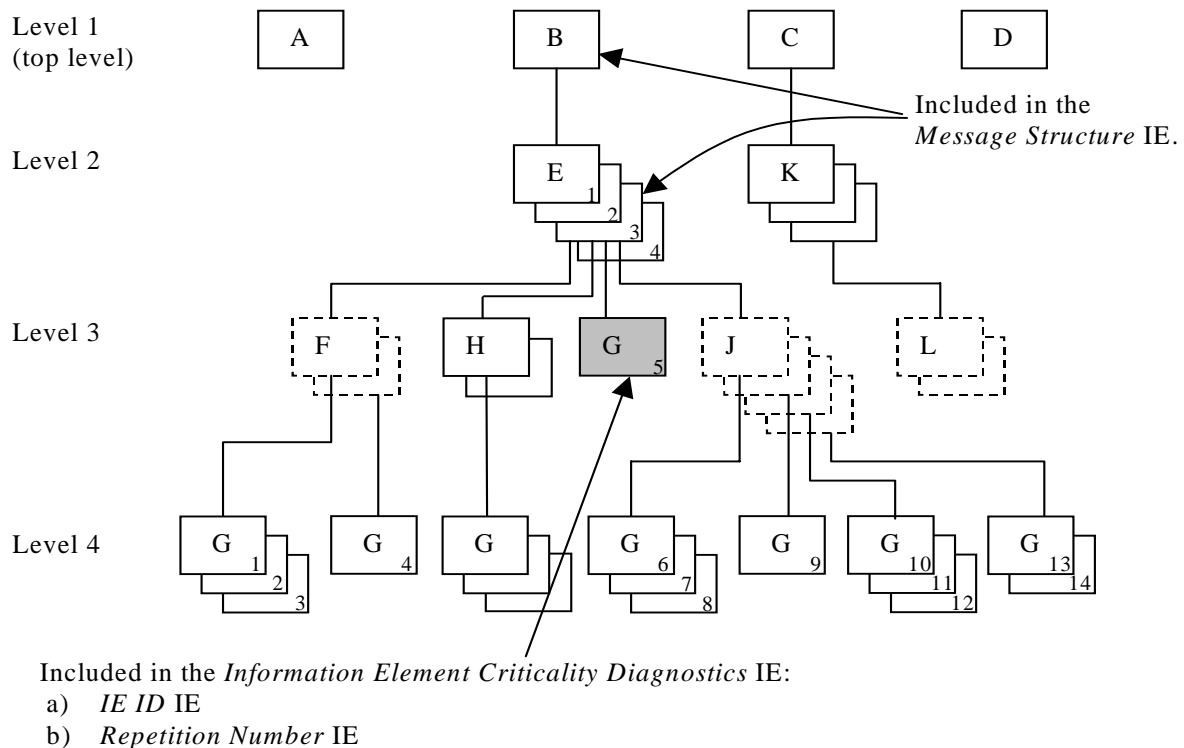 Level 1
(top level)
A
B
C
D
Included in the
Message Structure IE.
Level 2
E
1
2
3
4
K
Level 3
F
H
G
5
J
L
Level 4
G
1
2
3
G
4
G
G
6
7
8
G
9
G
10
11
12
G
13
14
Included in the Information Element Criticality Diagnostics IE:
a) IE ID IE
b) Repetition Number IE